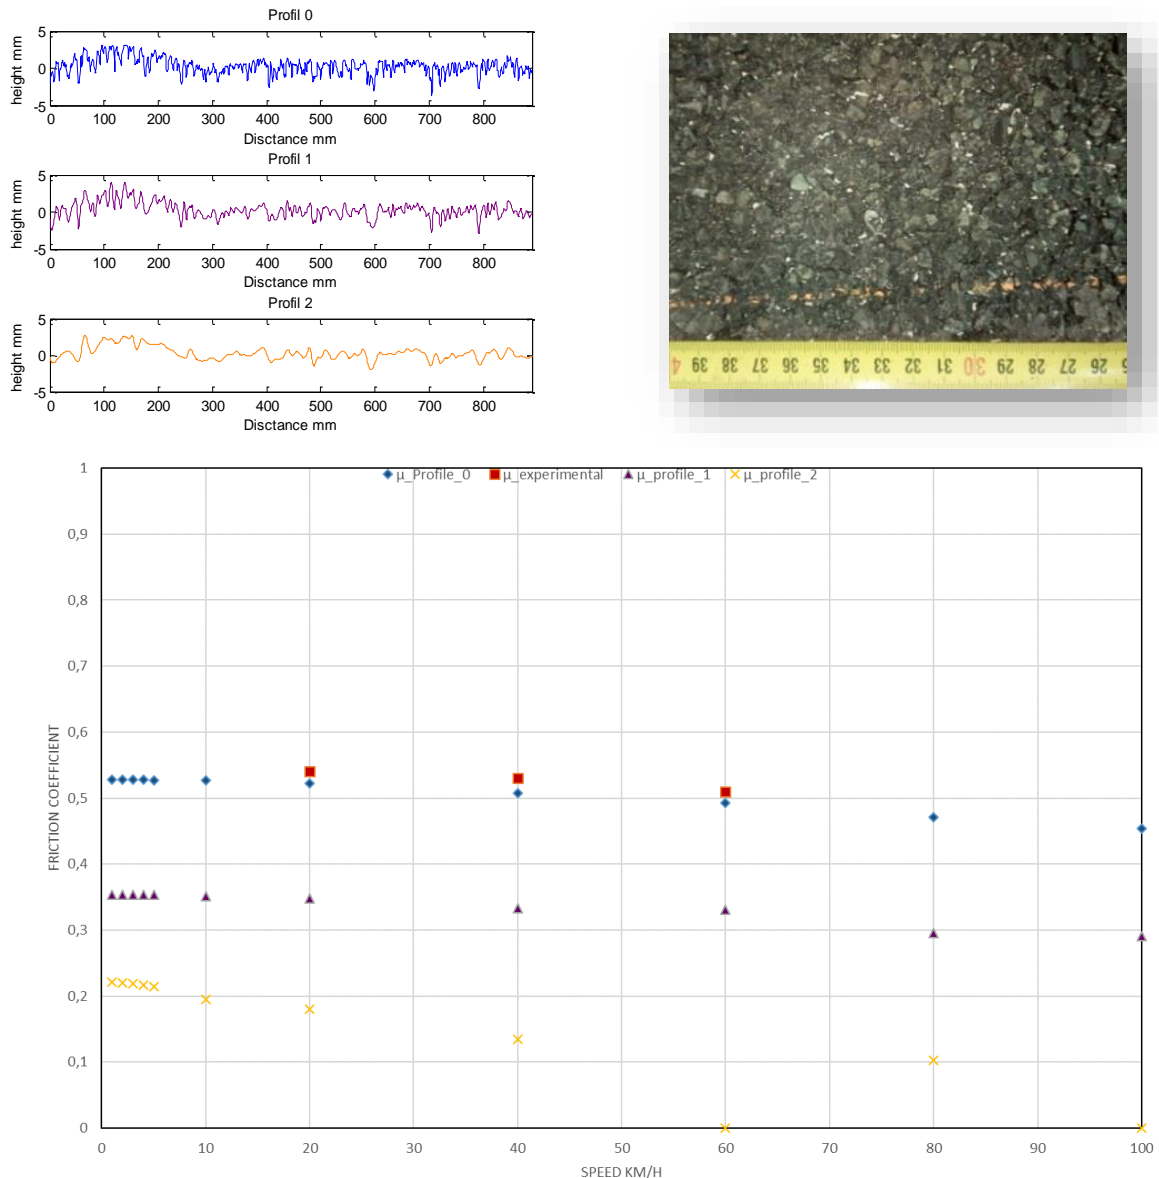 Profil 0
5
0
-5
height mm
0 100 200 300 400 500 600 700 800
Disctance mm
Profil 1
5
0
-5
height mm
0 100 200 300 400 500 600 700 800
Disctance mm
Profil 2
5
0
-5
height mm
0 100 200 300 400 500 600 700 800
Disctance mm
4 39 38 37 36 35 34 33 32 31 30 29 28 27 26
µ_Profile_0 µ_experimental µ_profile_1 µ_profile_2
1
0,9
0,8
0,7
0,6
0,5
0,4
0,3
0,2
0,1
0
FRICTION COEFFICIENT
0 10 20 30 40 50 60 70 80 90 100
SPEED KM/H